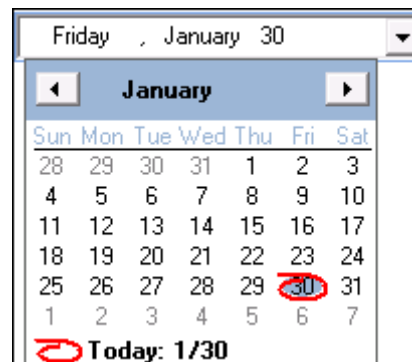 Friday , January 30
January
Sun Mon Tue Wed Thu Fri Sat
28 29 30 31 1 2 3
4 5 6 7 8 9 10
11 12 13 14 15 16 17
18 19 20 21 22 23 24
25 26 27 28 29 30 31
1 2 3 4 5 6 7
Today: 1/30